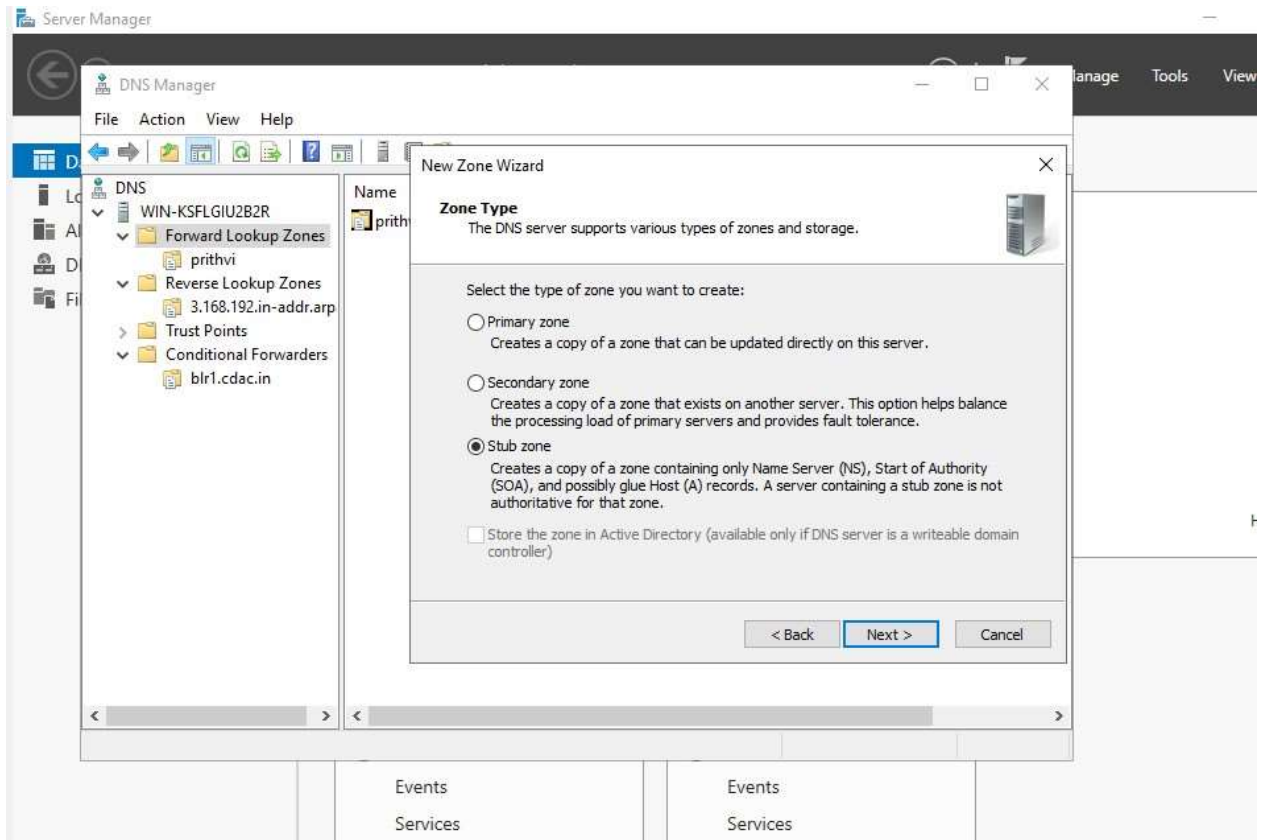 Server Manager
Manage Tools View
DNS Manager
File Action View Help
DNS
WIN-KSFLGIU2B2R
Forward Lookup Zones
prithvi
Reverse Lookup Zones
3.168.192.in-addr.arp
Trust Points
Conditional Forwarders
blr1.cdac.in
Name
prith
New Zone Wizard
Zone Type
The DNS server supports various types of zones and storage.
Select the type of zone you want to create:
Primary zone
Creates a copy of a zone that can be updated directly on this server.
Secondary zone
Creates a copy of a zone that exists on another server. This option helps balance
the processing load of primary servers and provides fault tolerance.
Stub zone
Creates a copy of a zone containing only Name Server (NS), Start of Authority
(SOA), and possibly glue Host (A) records. A server containing a stub zone is not
authoritative for that zone.
Store the zone in Active Directory (available only if DNS server is a writeable domain
controller)
< Back Next > Cancel
Events
Services
Events
Services